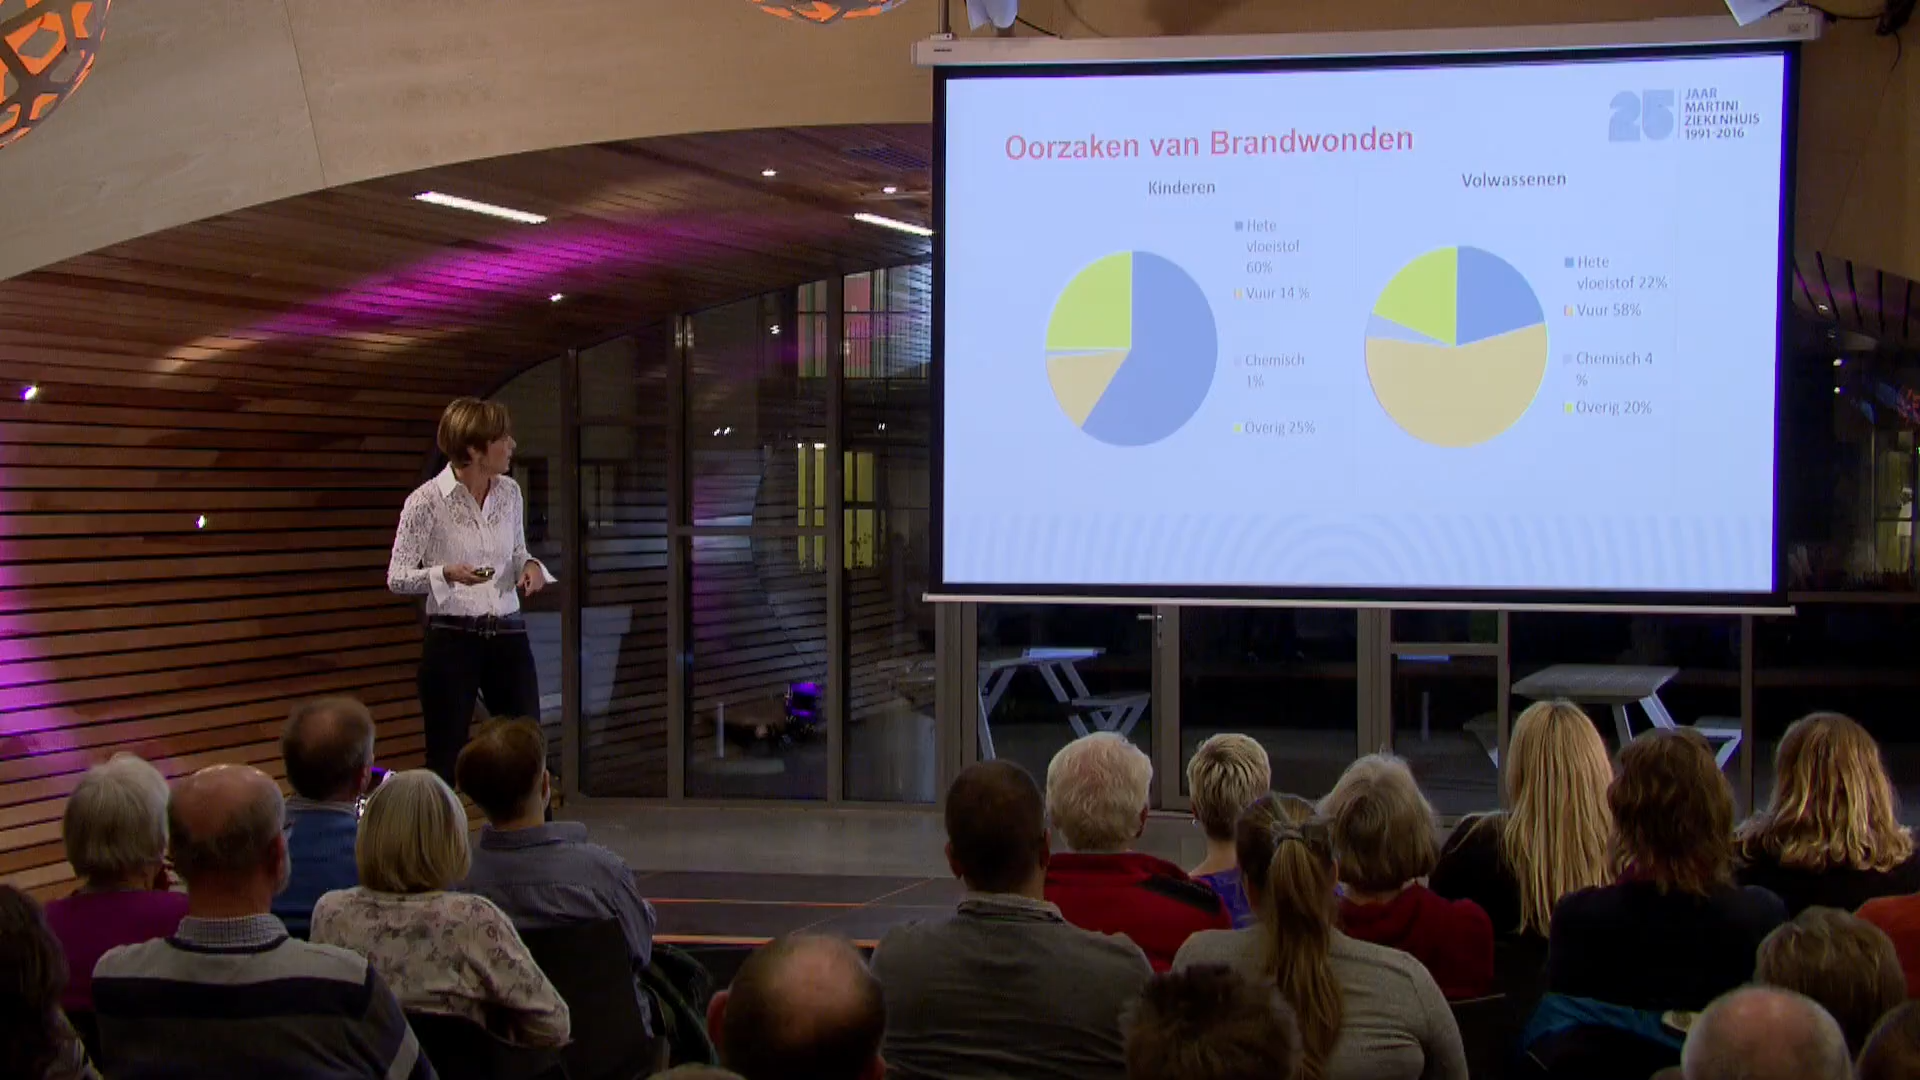 25
JAAR
MARTINI
ZIEKENHUIS
1991-2016
Oorzaken van Brandwonden
Kinderen
Hete
vloeistof
60%
Vuur 14 %
Chemisch
1%
Overig 25%
Volwassenen
Hete
vloeistof 22%
Vuur 58%
Chemisch 4
%
Overig 20%